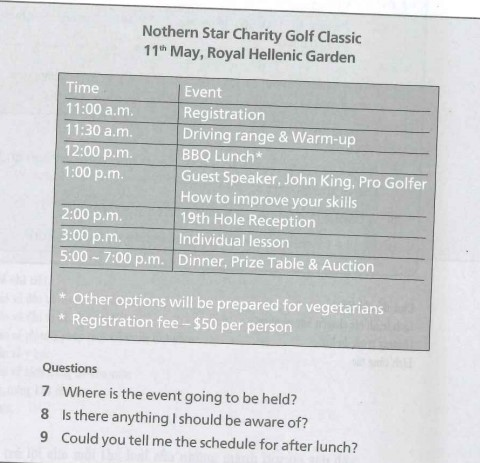 Nothern Star Charity Golf Classic
11th May, Royal Hellenic Garden
Time Event
11:00 a.m. Registration
11:30 a.m. Driving range & Warm-up
12:00 p.m. BBQ Lunch*
1:00 p.m. Guest Speaker, John King, Pro Golfer
How to improve your skills
2:00 p.m. 19th Hole Reception
3:00 p.m. Individual lesson
5:00 ~ 7:00 p.m. Dinner, Prize Table & Auction
* Other options will be prepared for vegetarians
* Registration fee – $50 per person
Questions
7 Where is the event going to be held?
8 Is there anything I should be aware of?
9 Could you tell me the schedule for after lunch?